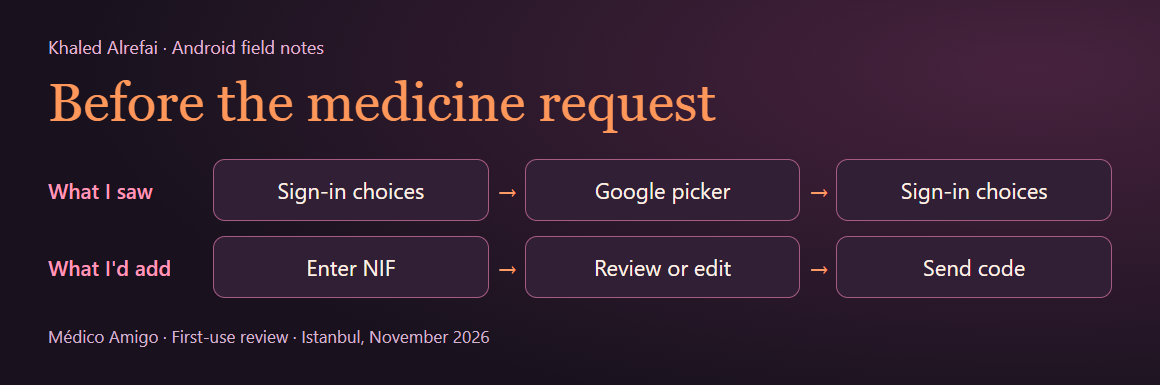 Khaled Alrefai · Android field notes
Before the medicine request
What I saw Sign-in choices → Google picker → Sign-in choices
What I'd add Enter NIF → Review or edit → Send code
Médico Amigo · First-use review · Istanbul, November 2026